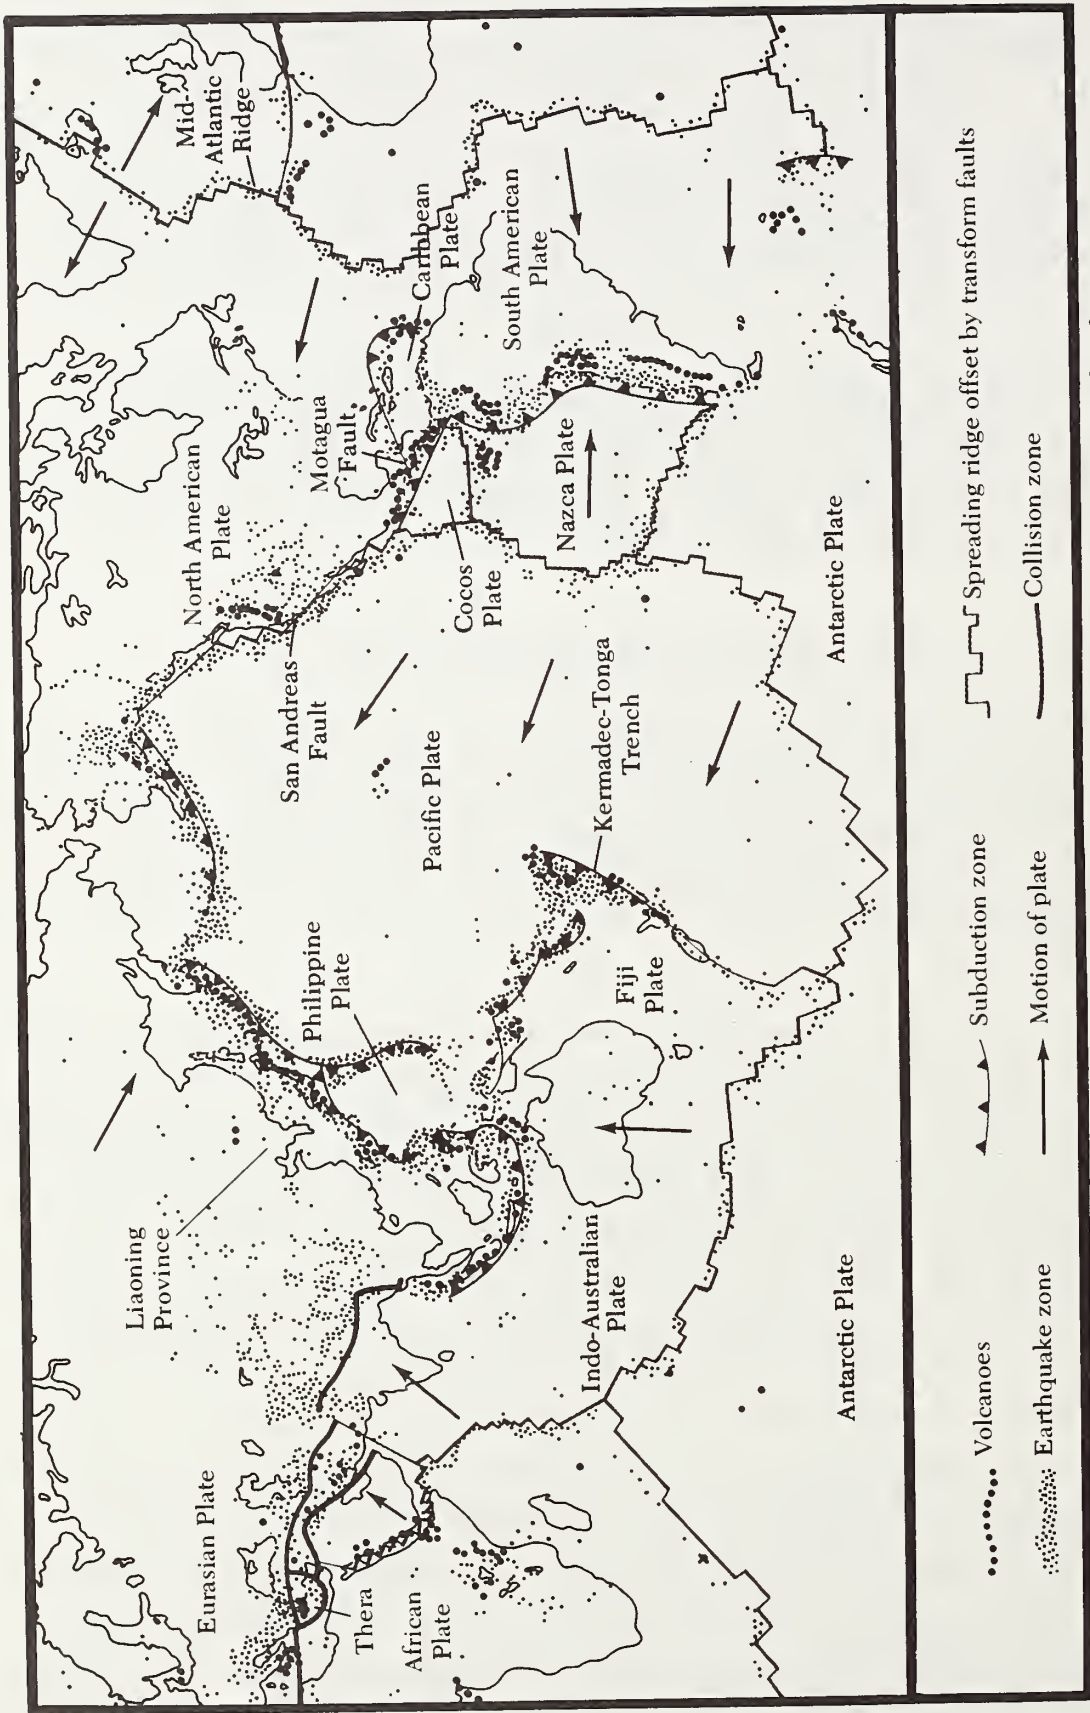 Eurasian Plate
Liaoning
Province
North American
Plate
Mid-
Atlantic
Ridge
Thera
African
Plate
Philippine
Plate
San Andreas
Fault
Motagua
Fault
Caribbean
Plate
Pacific Plate
Cocos
Plate
South American
Plate
Indo-Australian
Plate
Fiji
Plate
Kermadec-Tonga
Trench
Nazca Plate
Antarctic Plate
Antarctic Plate
Volcanoes
Subduction zone
Spreading ridge offset by transform faults
Earthquake zone
Motion of plate
Collision zone